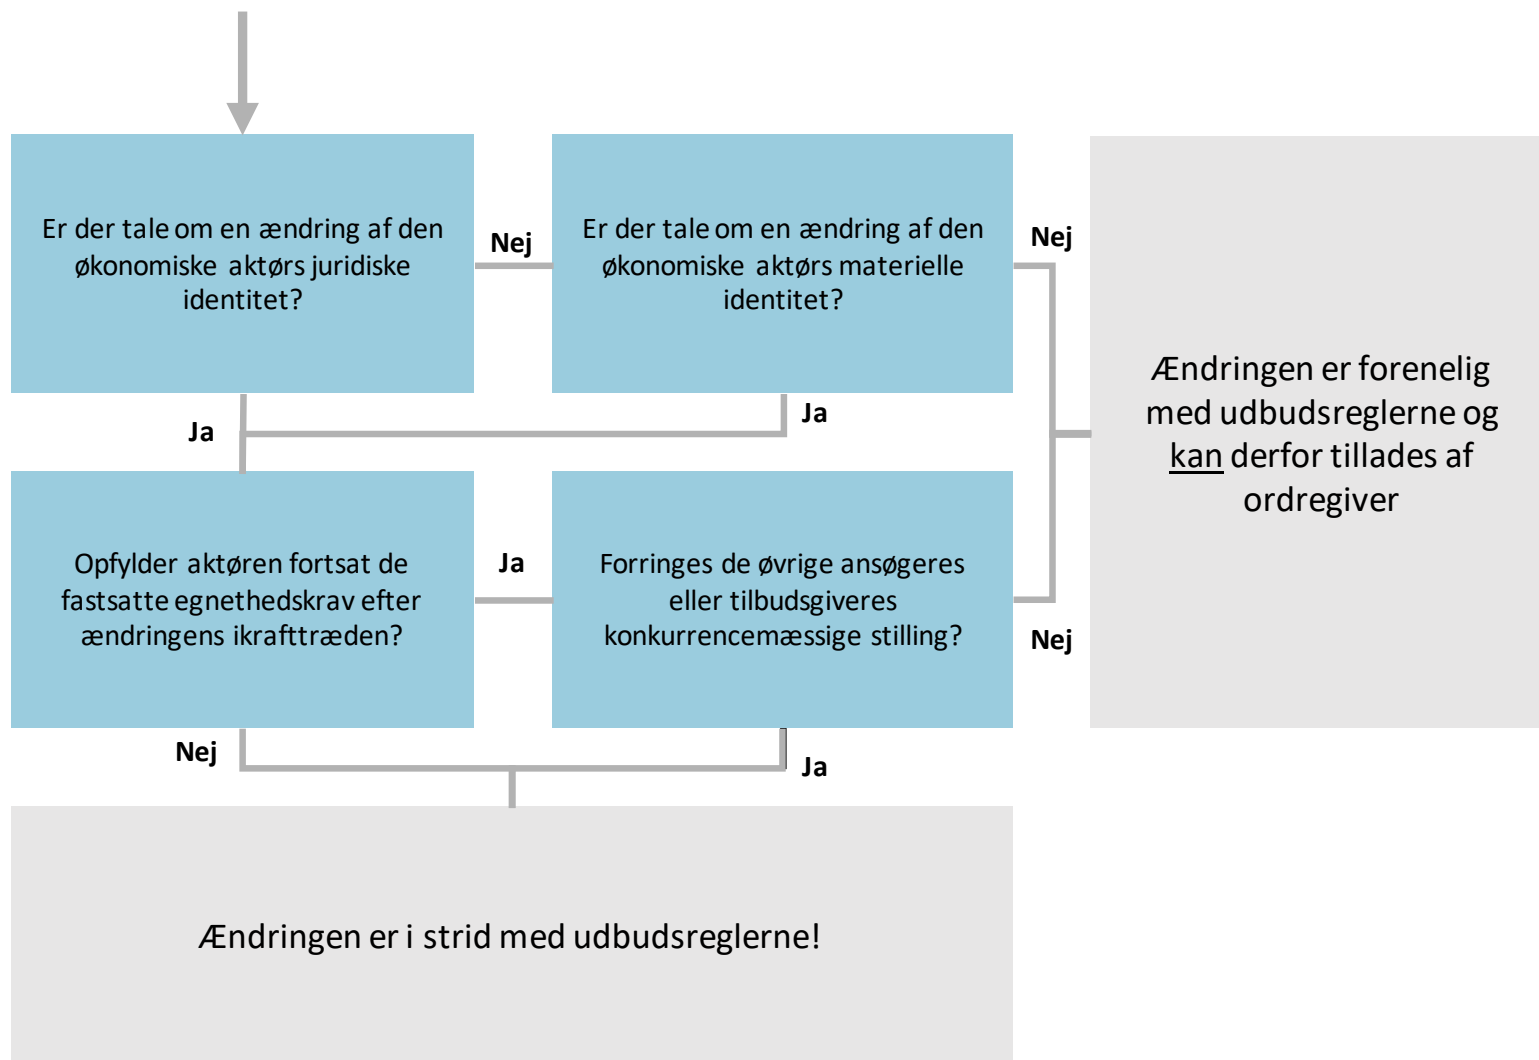 Er der tale om en ændring af den
økonomiske aktørs juridiske
identitet?
Nej
Er der tale om en ændring af den
økonomiske aktørs materielle
identitet?
Nej
Ja
Ja
Ændringen er forenelig
med udbudsreglerne og
kan derfor tillades af
ordregiver
Opfylder aktøren fortsat de
fastsatte egnethedskrav efter
ændringens ikrafttræden?
Ja
Forringes de øvrige ansøgeres
eller tilbudsgiveres
konkurrencemæssige stilling?
Nej
Nej
Ja
Ændringen er i strid med udbudsreglerne!